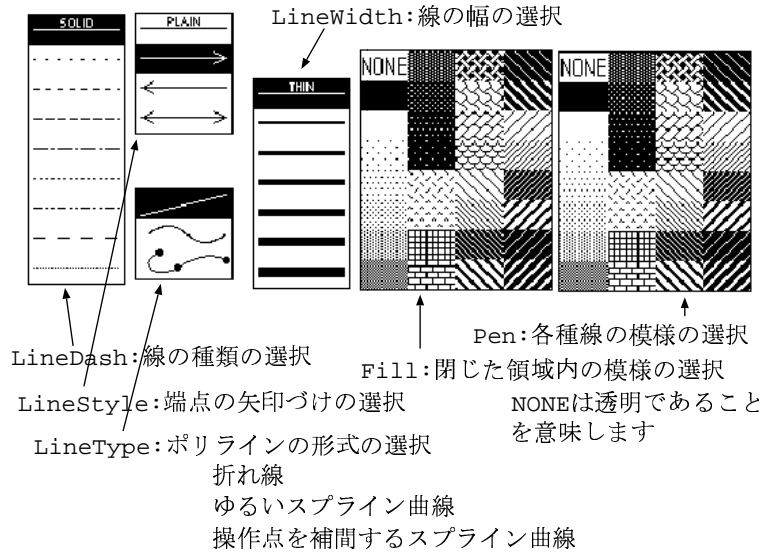 LineWidth:線の幅の選択
SOLID
PLAIN
THIN
NONE
NONE
Pen:各種線の模様の選択
LineDash:線の種類の選択
Fill:閉じた領域内の模様の選択
NONEは透明であること
を意味します
LineStyle:端点の矢印づけの選択
LineType:ポリラインの形式の選択
折れ線
ゆるいスプライン曲線
操作点を補間するスプライン曲線